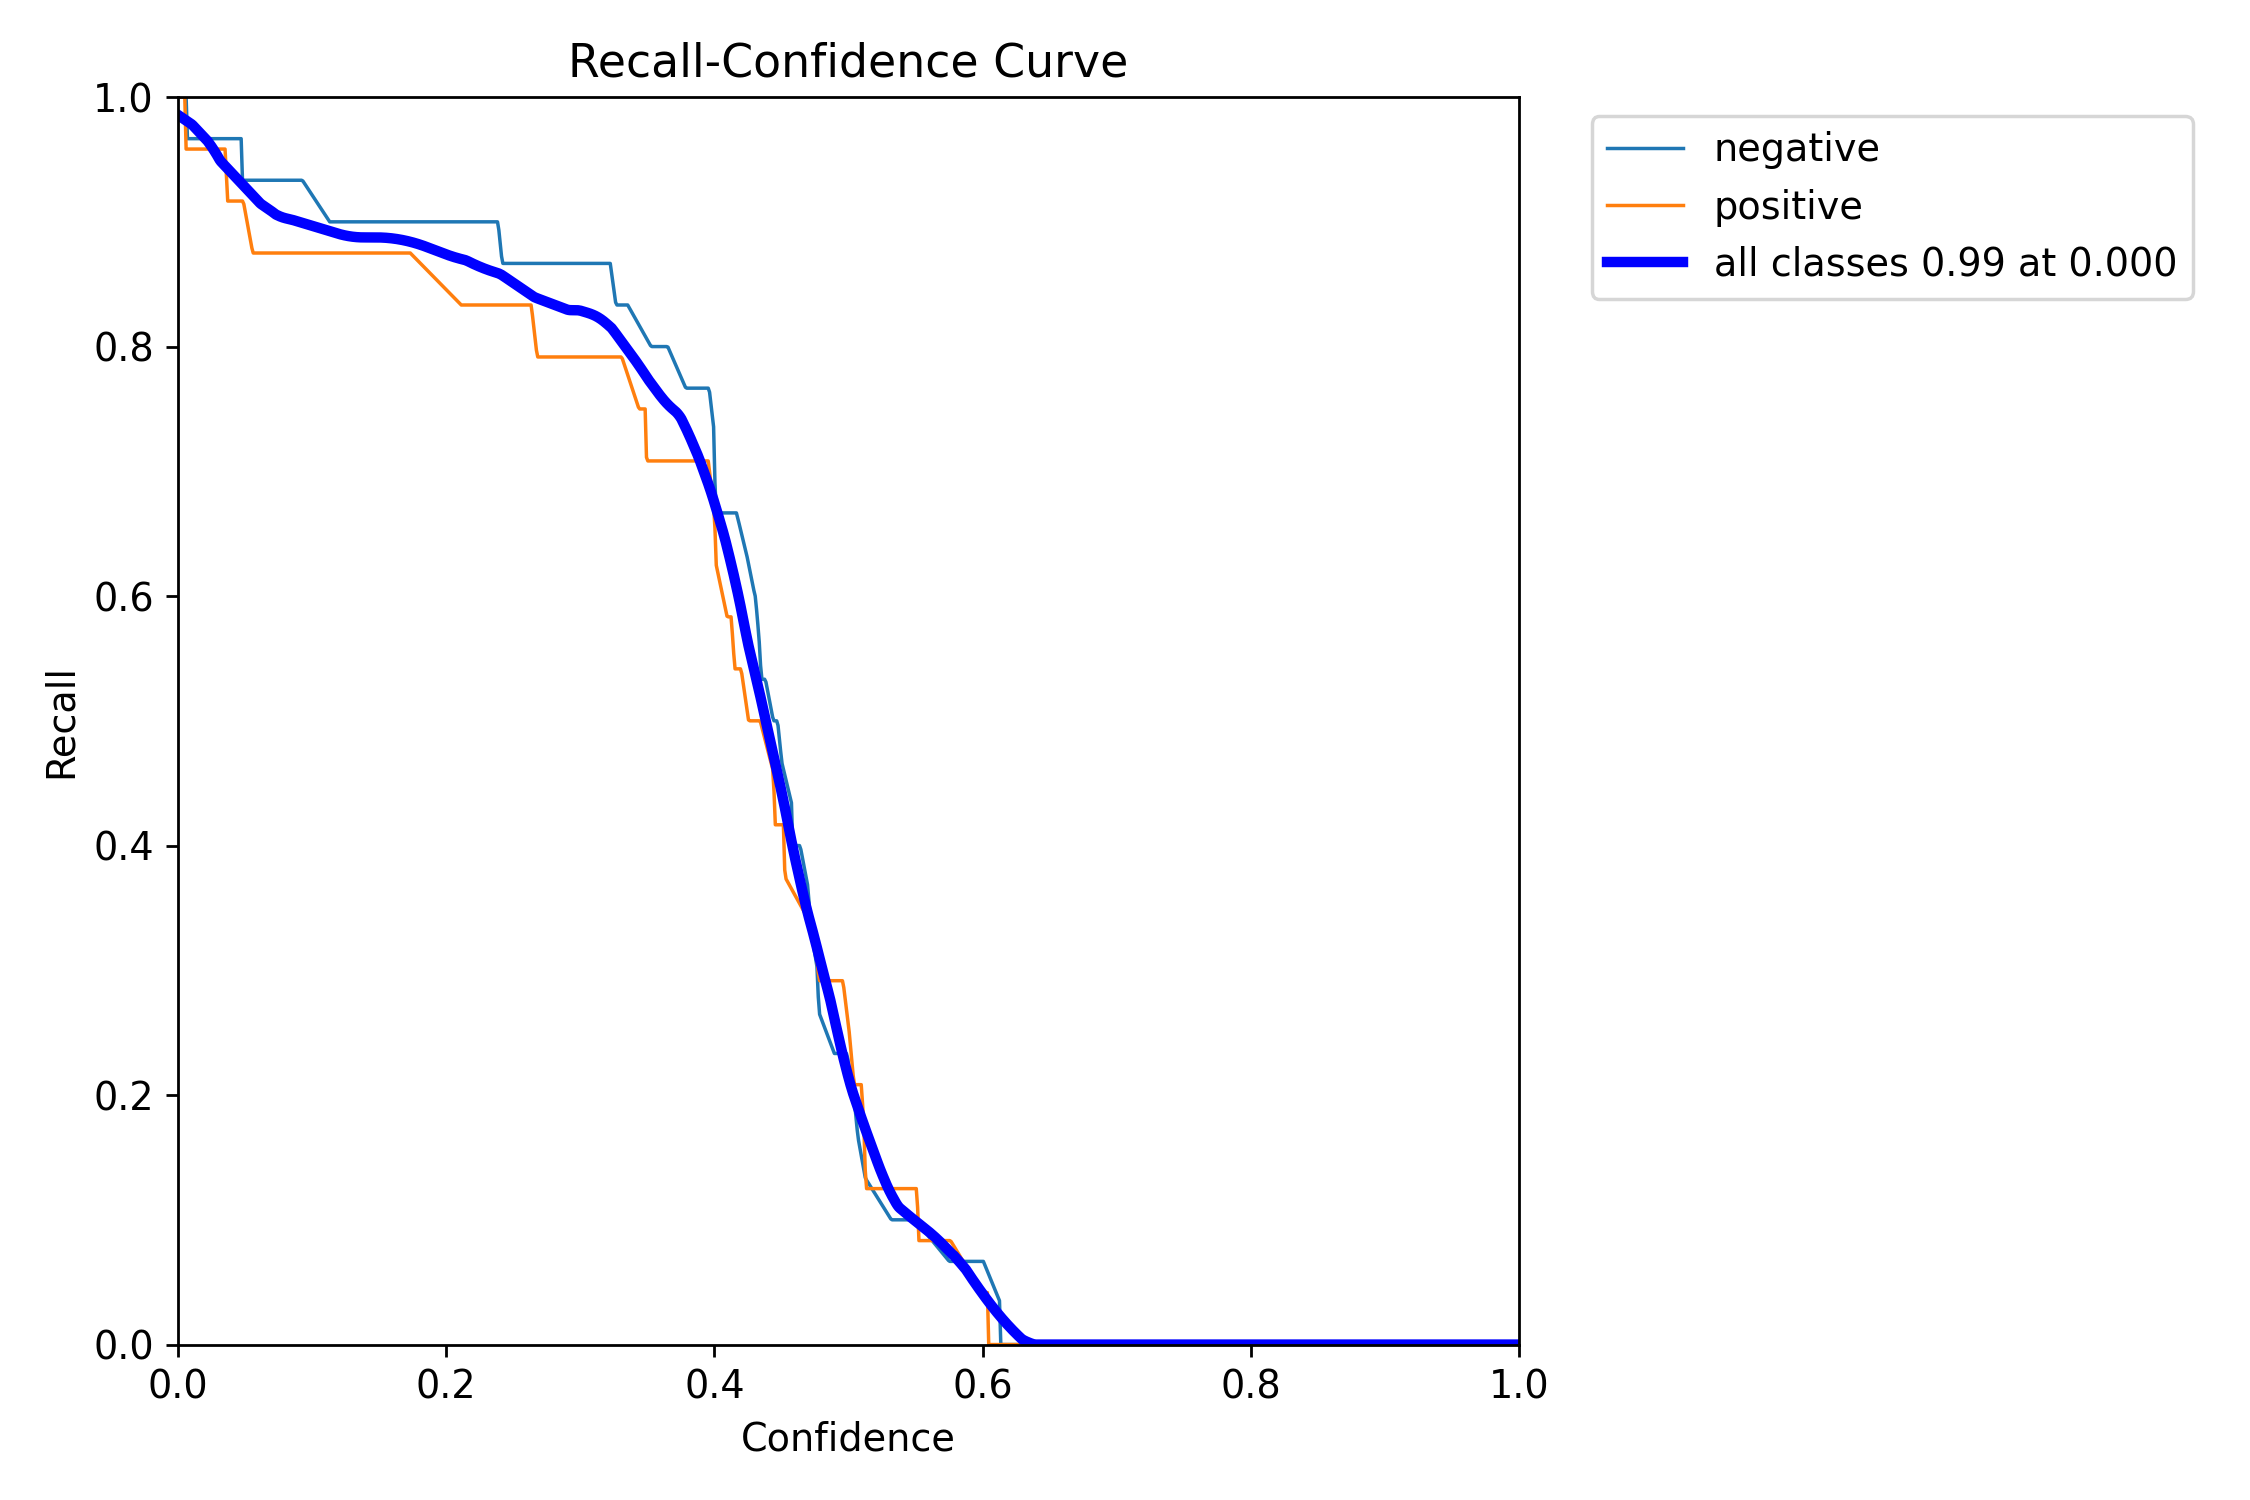 Recall-Confidence Curve
1.0
0.8
0.6
0.4
0.2
0.0
Recall
0.0 0.2 0.4 0.6 0.8 1.0
Confidence
negative
positive
all classes 0.99 at 0.000